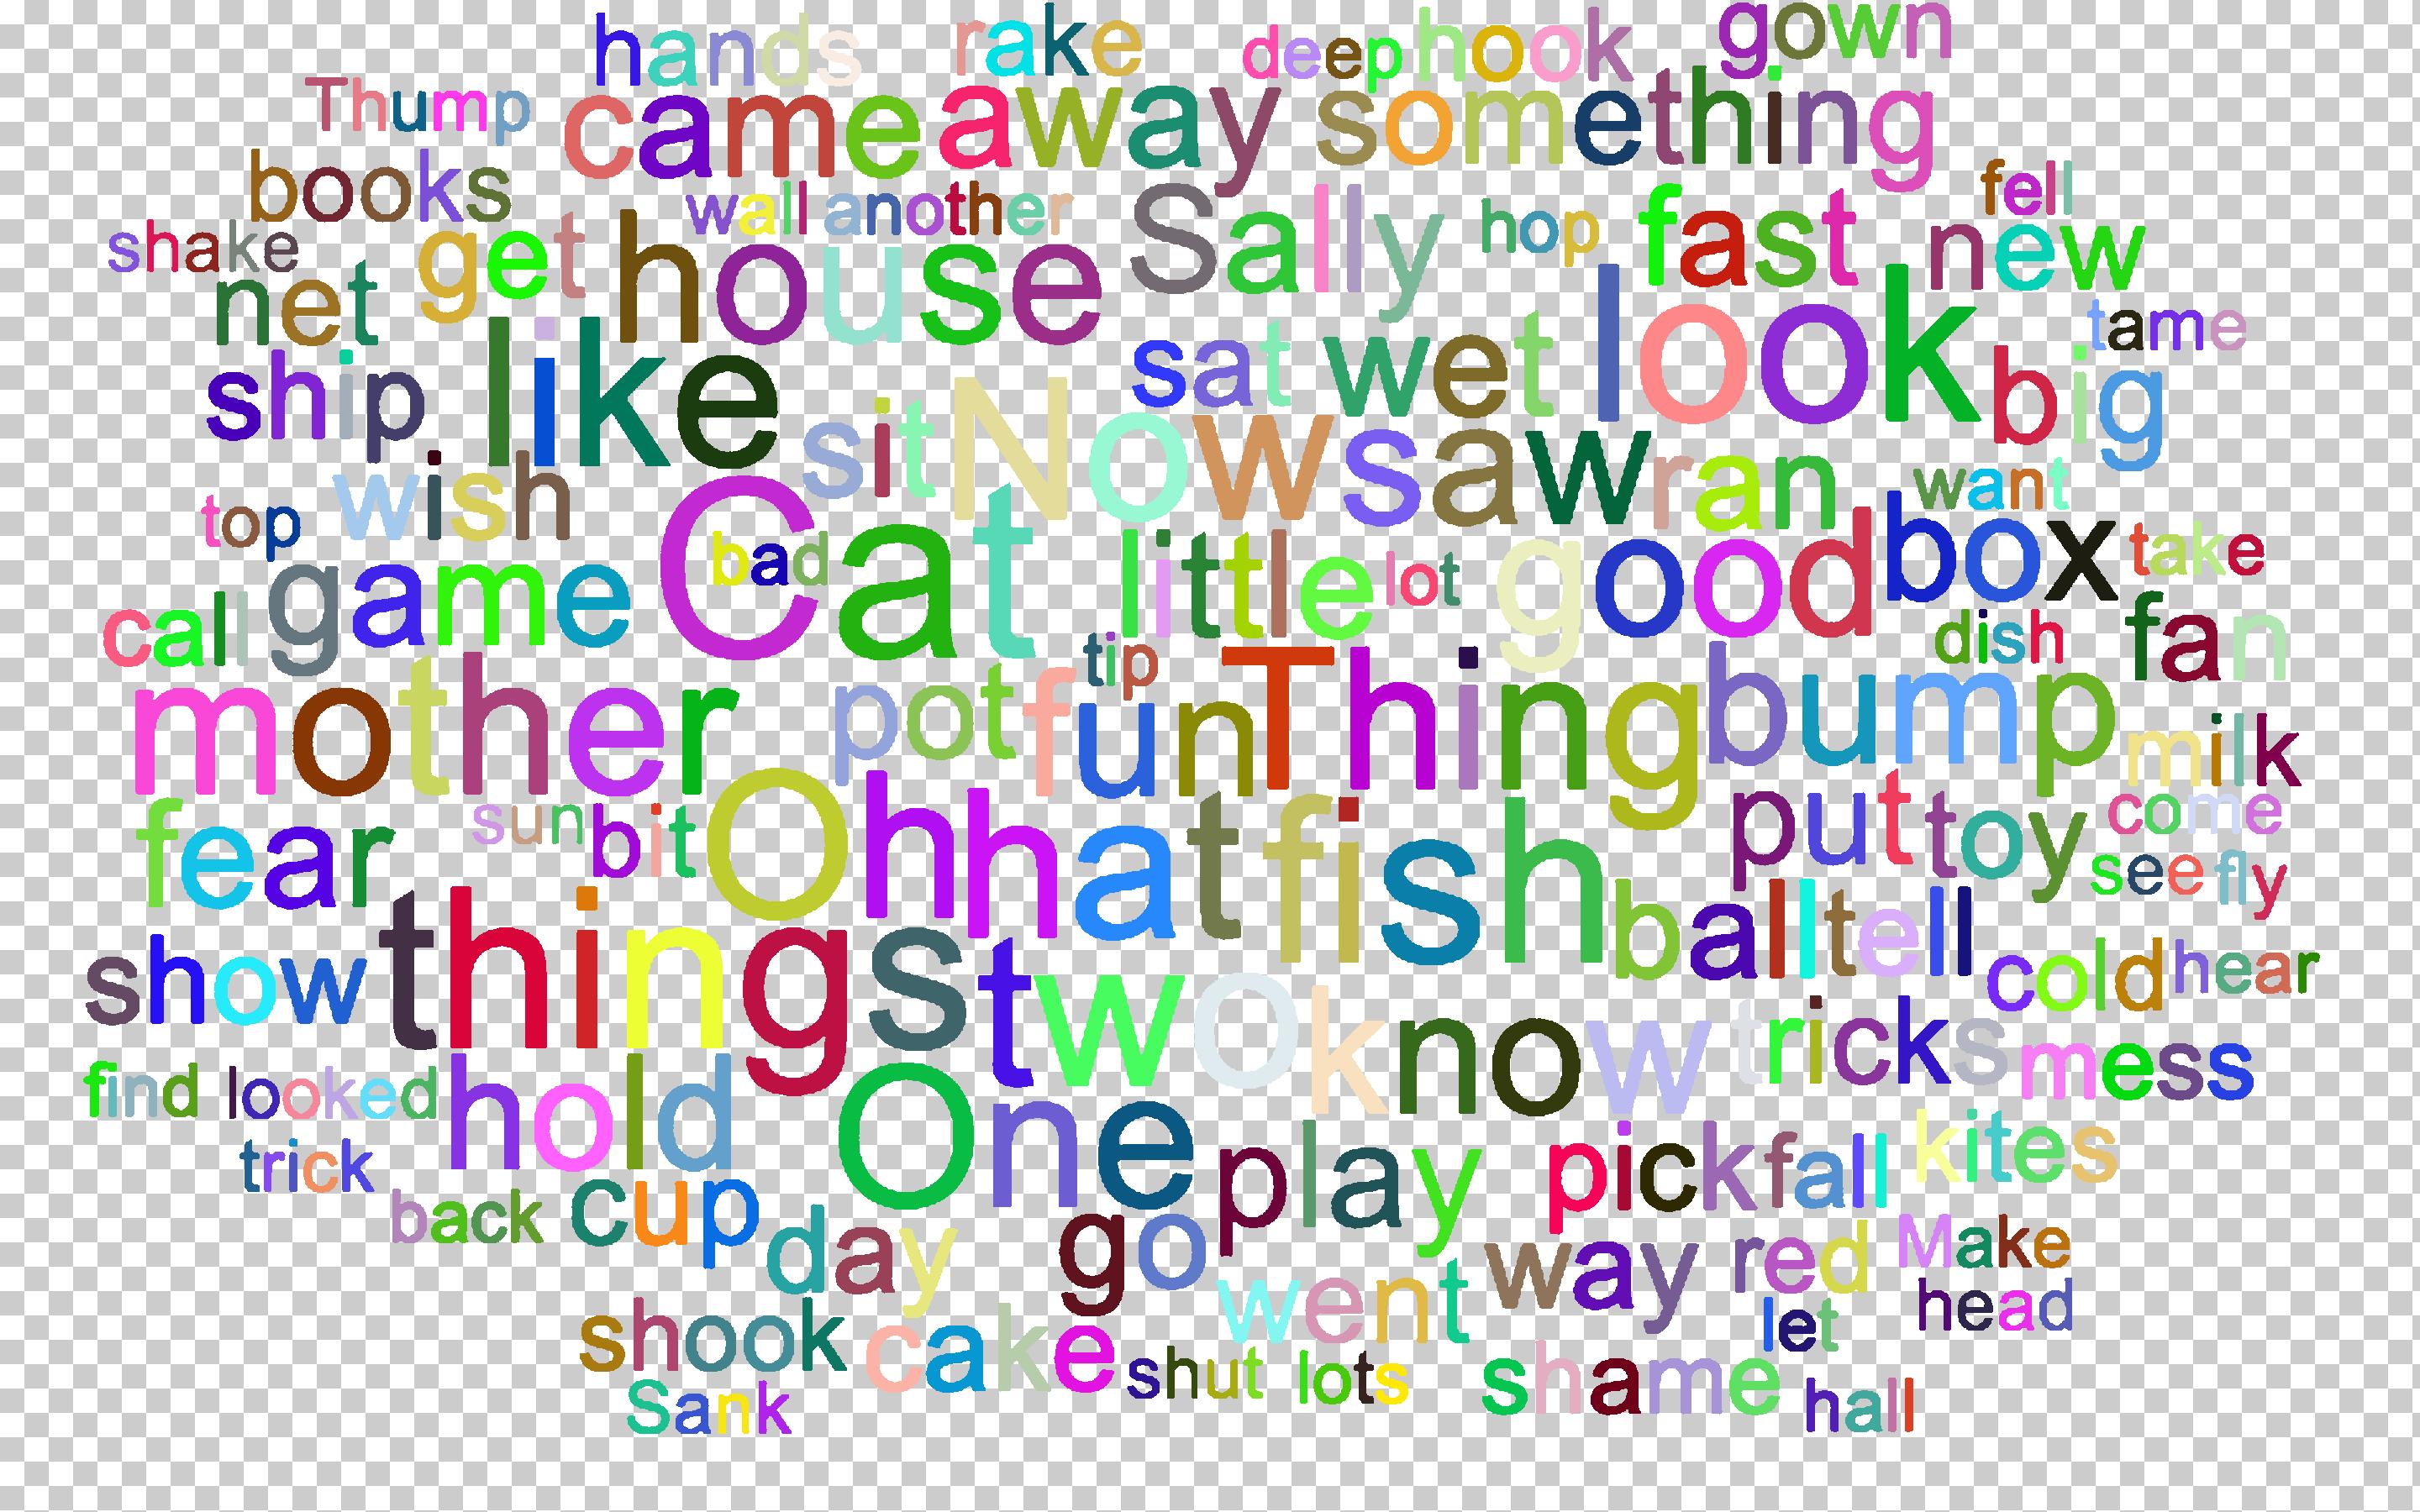 hands rake deep hook gown
Thump came away something
books wall another Sally hop fast fell
shake get house new
net like look tame
ship sat wet big
wish sit Now saw ran want
top Cat bad little lot good box take
call game tip dish fan
mother pot fun Thing bump milk
fear sun bit Oh hat fish put toy come
see fly
show things two ball tell cold hear
find looked hold know tricks mess
trick One play pick fall kites
back cup day go went way red Make
shook cake let head
Sank shut lots shame hall